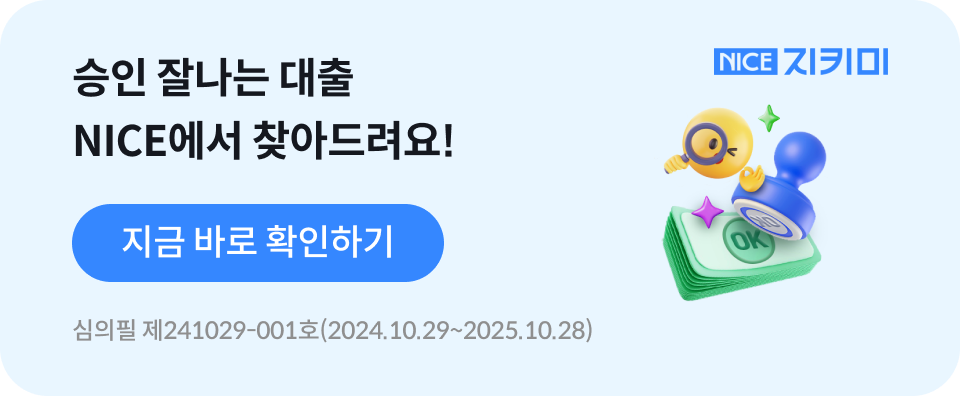 승인 잘나는 대출
NICE에서 찾아드려요!
NICE 지키미
지금 바로 확인하기
OK
심의필 제241029-001호(2024.10.29~2025.10.28)